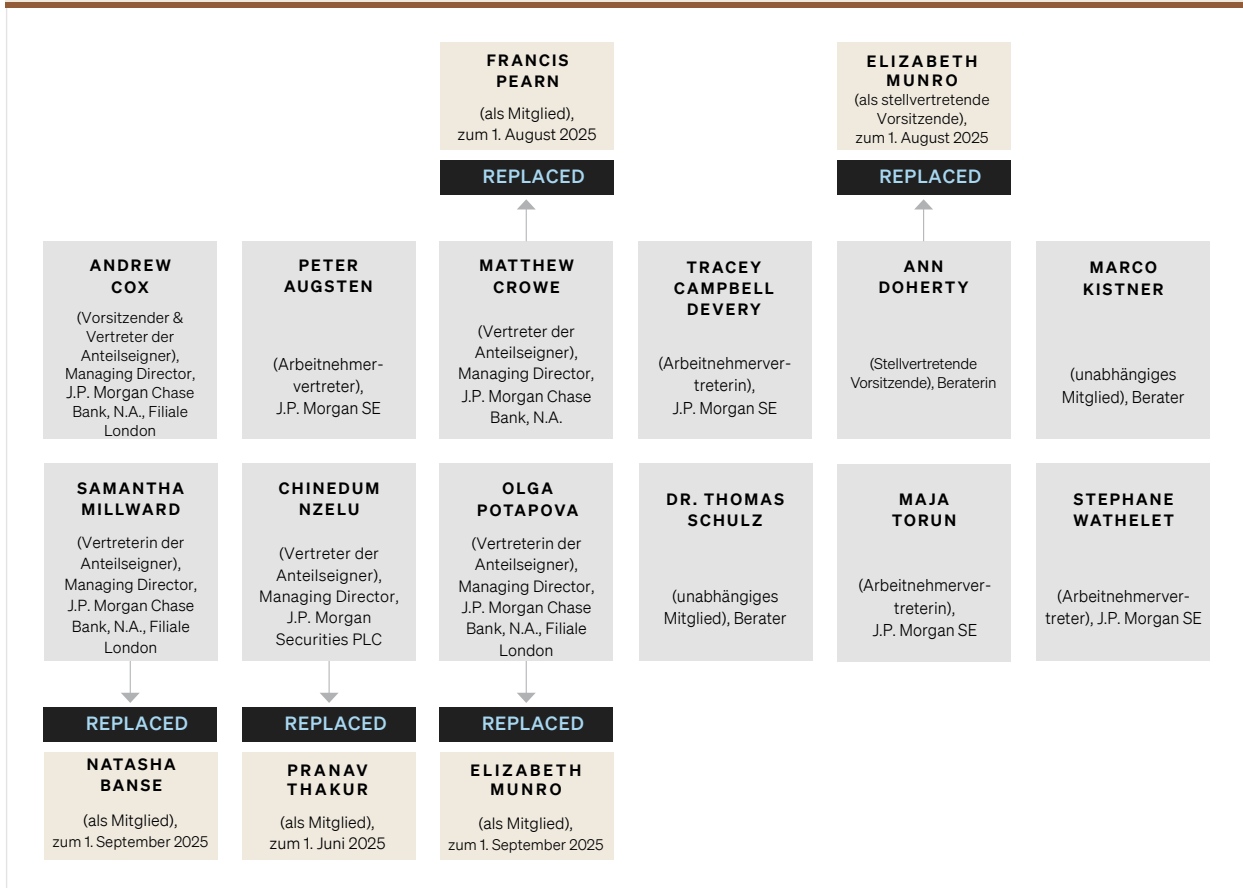 FRANCIS
PEARN
(als Mitglied),
zum 1. August 2025
REPLACED
ELIZABETH
MUNRO
(als stellvertretende
Vorsitzende),
zum 1. August 2025
REPLACED
ANDREW
COX
(Vorsitzender &
Vertreter der
Anteilseigner),
Managing Director,
J.P. Morgan Chase
Bank, N.A., Filiale
London
PETER
AUGSTEN
(Arbeitnehmer-
vertreter),
J.P. Morgan SE
MATTHEW
CROWE
(Vertreter der
Anteilseigner),
Managing Director,
J.P. Morgan Chase
Bank, N.A.
TRACEY
CAMPBELL
DEVERY
(Arbeitnehmerver-
treterin),
J.P. Morgan SE
ANN
DOHERTY
(Stellvertretende
Vorsitzende), Beraterin
MARCO
KISTNER
(unabhängiges
Mitglied), Berater
SAMANTHA
MILLWARD
(Vertreterin der
Anteilseigner),
Managing Director,
J.P. Morgan Chase
Bank, N.A., Filiale
London
CHINEDUM
NZELU
(Vertreter der
Anteilseigner),
Managing Director,
J.P. Morgan
Securities PLC
OLGA
POTAPOVA
(Vertreterin der
Anteilseigner),
Managing Director,
J.P. Morgan Chase
Bank, N.A., Filiale
London
DR. THOMAS
SCHULZ
(unabhängiges
Mitglied), Berater
MAJA
TORUN
(Arbeitnehmerver-
treterin),
J.P. Morgan SE
STEPHANE
WATHELET
(Arbeitnehmerver-
treter), J.P. Morgan SE
REPLACED
NATASHA
BANSE
(als Mitglied),
zum 1. September 2025
REPLACED
PRANAV
THAKUR
(als Mitglied),
zum 1. Juni 2025
REPLACED
ELIZABETH
MUNRO
(als Mitglied),
zum 1. September 2025